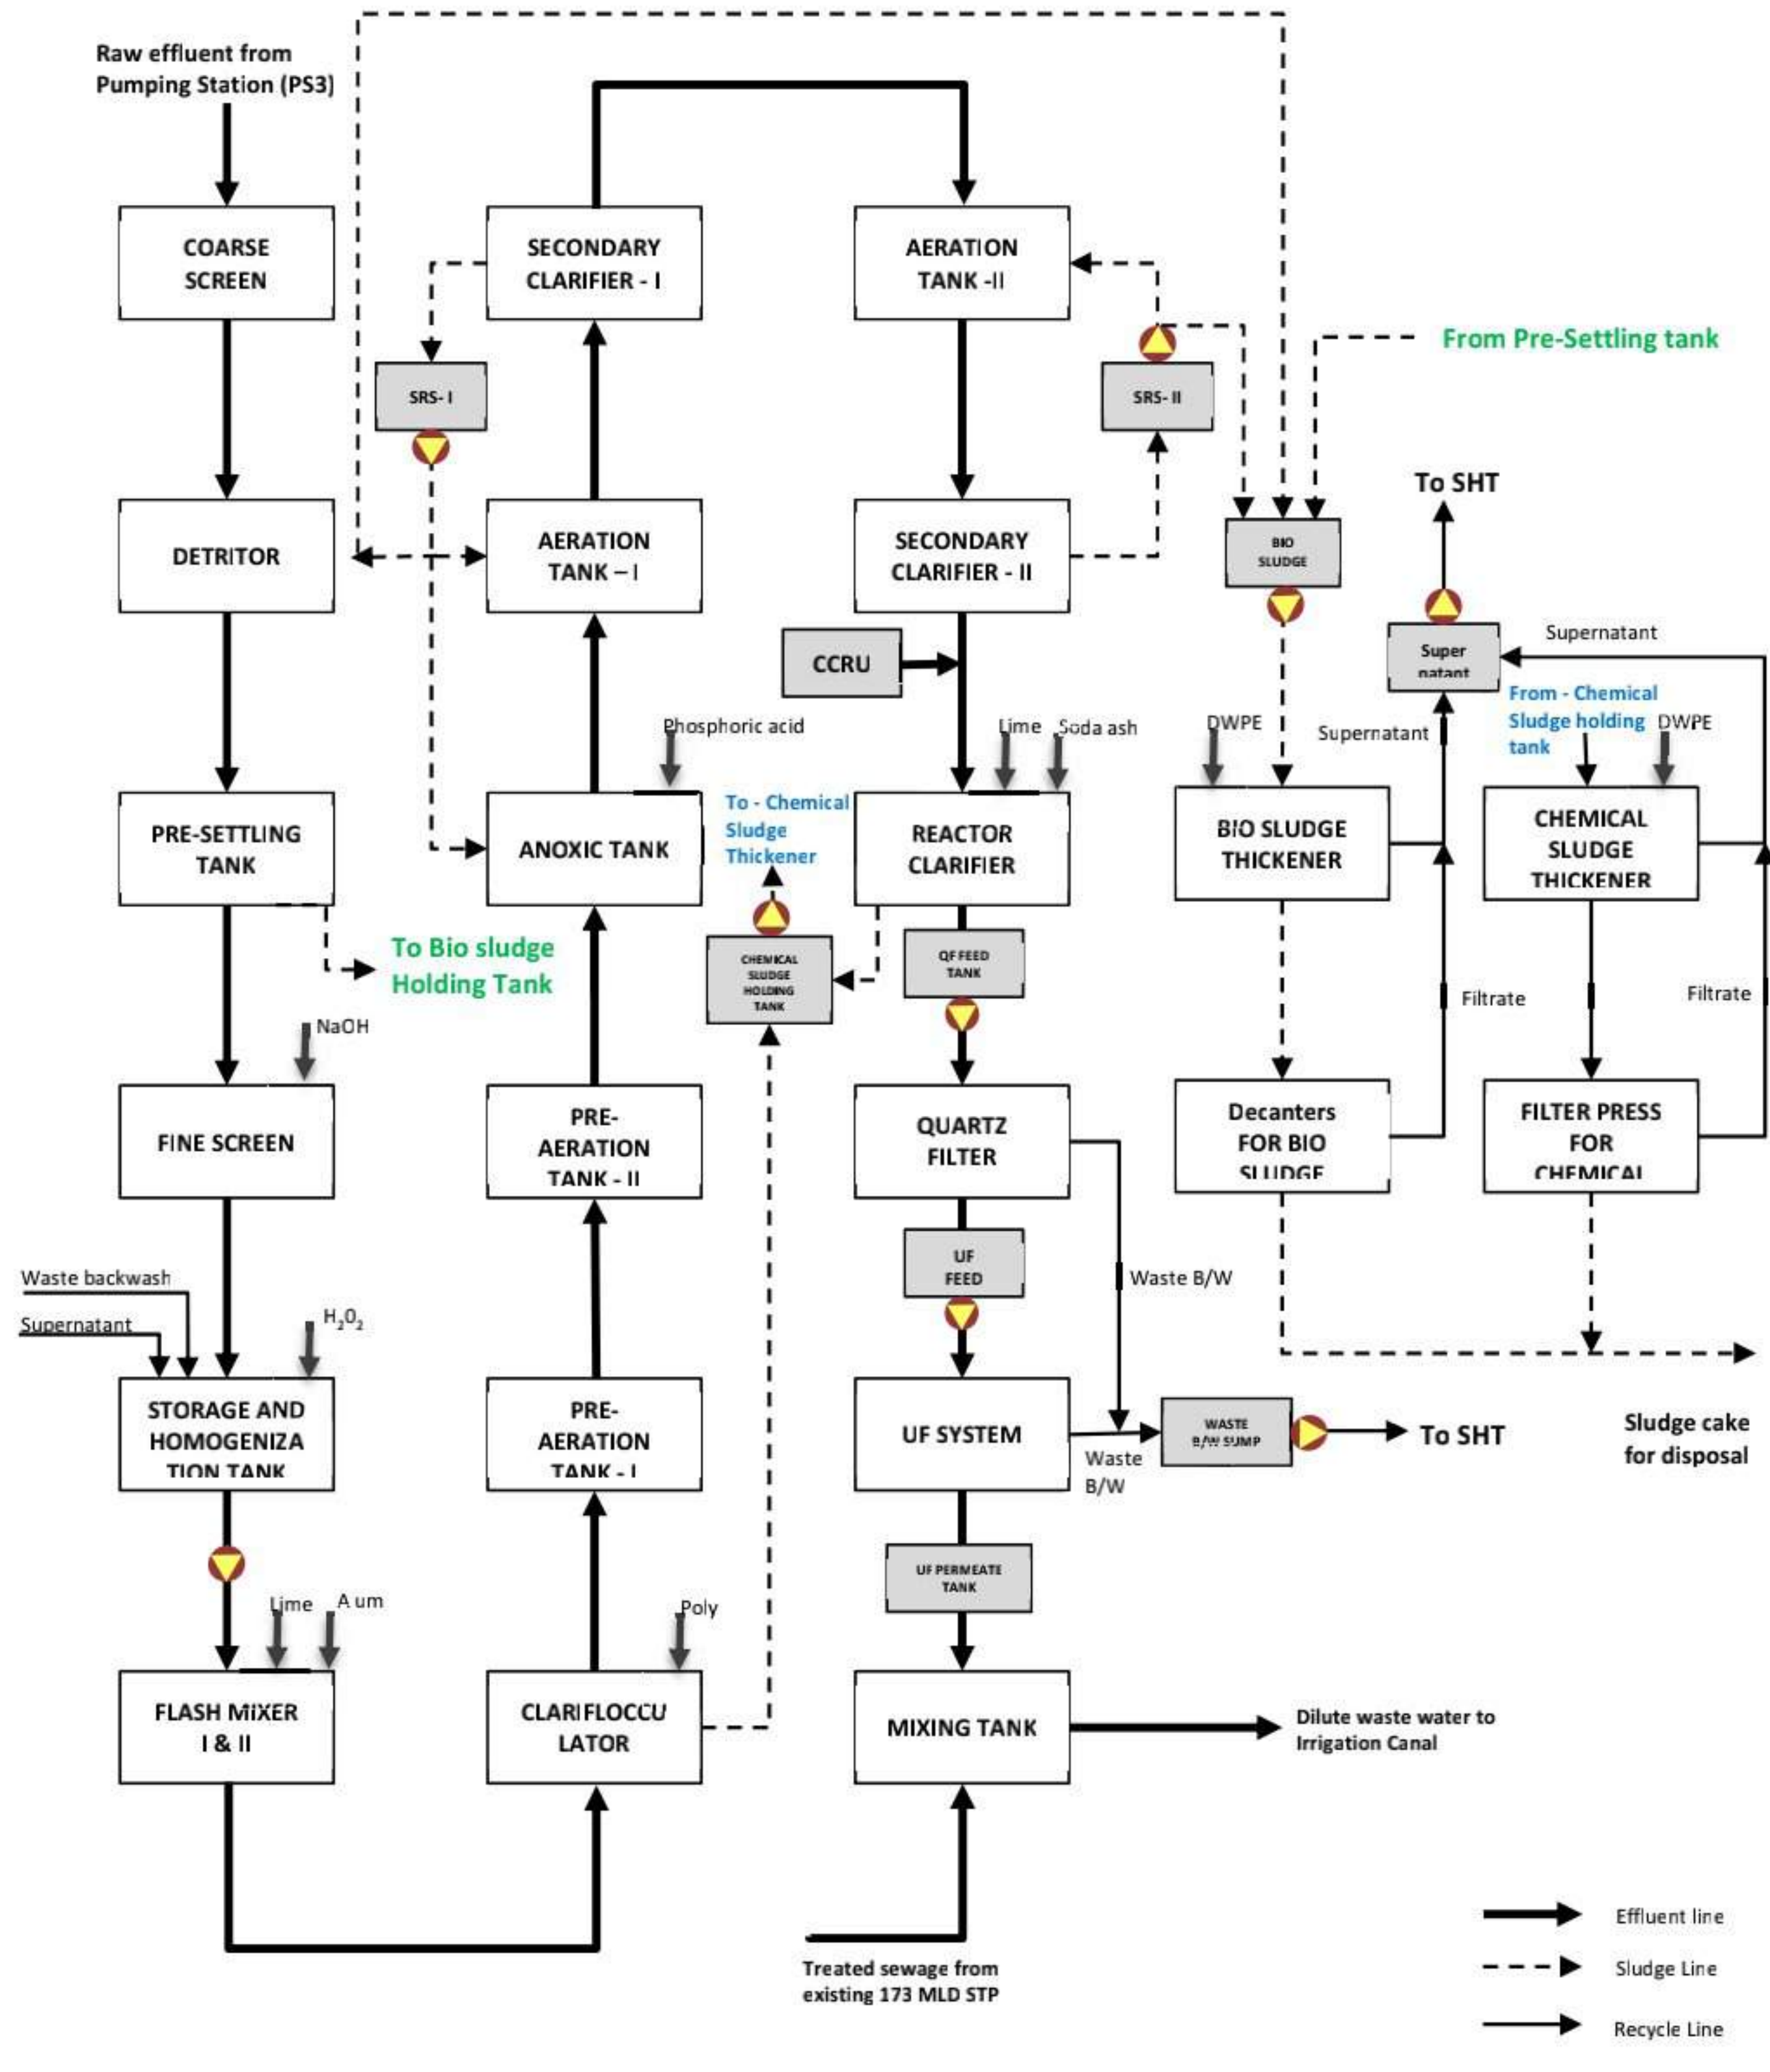 Raw effluent from
Pumping Station (PS3)
COARSE
SCREEN
DETRITOR
PRE-SETTLING
TANK
To Bio sludge
Holding Tank
NaOH
FINE SCREEN
Waste backwash
Supernatant
H₂O₂
STORAGE AND
HOMOGENIZA
TION TANK
Lime
A um
FLASH MIXER
I & II
SECONDARY
CLARIFIER - I
SRS- I
AERATION
TANK – I
Phosphoric acid
ANOXIC TANK
PRE-
AERATION
TANK - II
PRE-
AERATION
TANK - I
Poly
CLARIFLOCCU
LATOR
To - Chemical
Sludge
Thickener
CHEMICAL
SLUDGE
HOLDING
TANK
AERATION
TANK -II
SRS- II
SECONDARY
CLARIFIER - II
CCRU
Lime
Soda ash
REACTOR
CLARIFIER
QF FEED
TANK
QUARTZ
FILTER
UF
FEED
Waste B/W
UF SYSTEM
Waste
B/W
WASTE
B/W SUMP
To SHT
UF PERMEATE
TANK
MIXING TANK
Dilute waste water to
Irrigation Canal
Treated sewage from
existing 173 MLD STP
From Pre-Settling tank
BIO
SLUDGE
To SHT
Super
natant
Supernatant
From - Chemical
Sludge holding
tank
DWPE
DWPE
Supernatant
BIO SLUDGE
THICKENER
CHEMICAL
SLUDGE
THICKENER
Filtrate
Filtrate
Decanters
FOR BIO
SLUDGE
FILTER PRESS
FOR
CHEMICAL
Sludge cake
for disposal
Effluent line
Sludge Line
Recycle Line